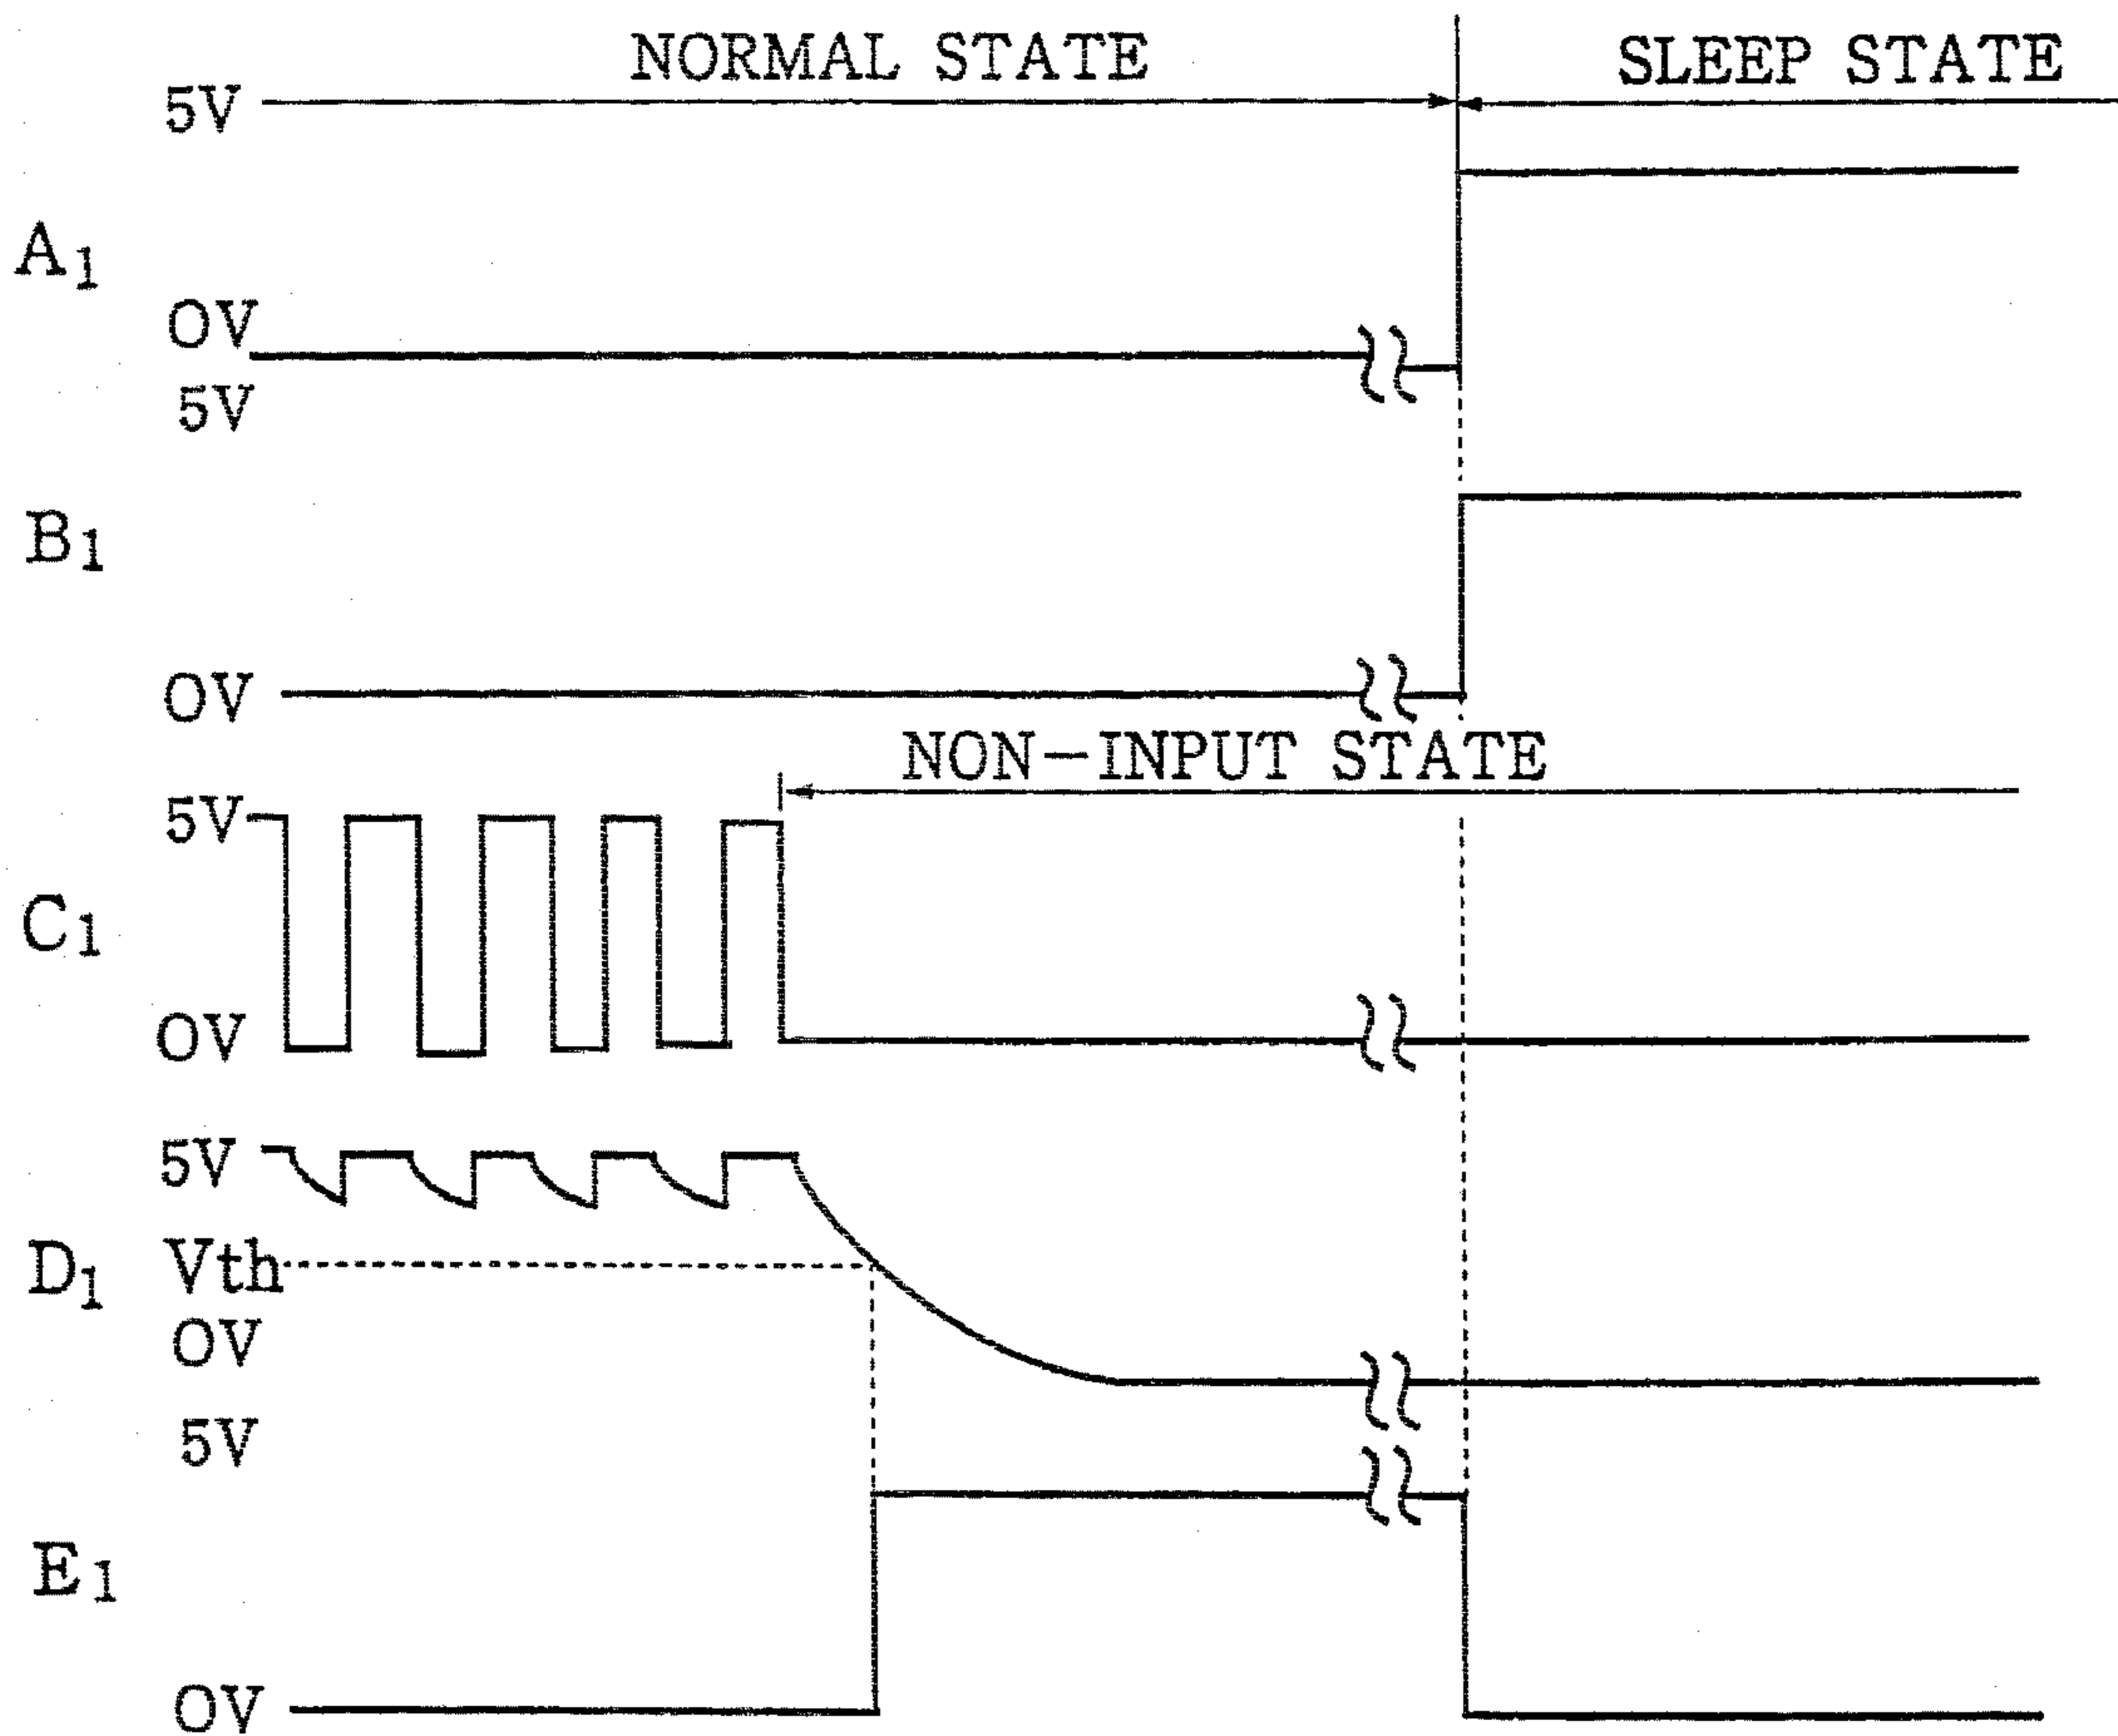 NORMAL STATE
SLEEP STATE
5V
A1
0V
5V
B1
0V
NON-INPUT STATE
5V
C1
0V
5V
D1
Vth
0V
5V
E1
0V